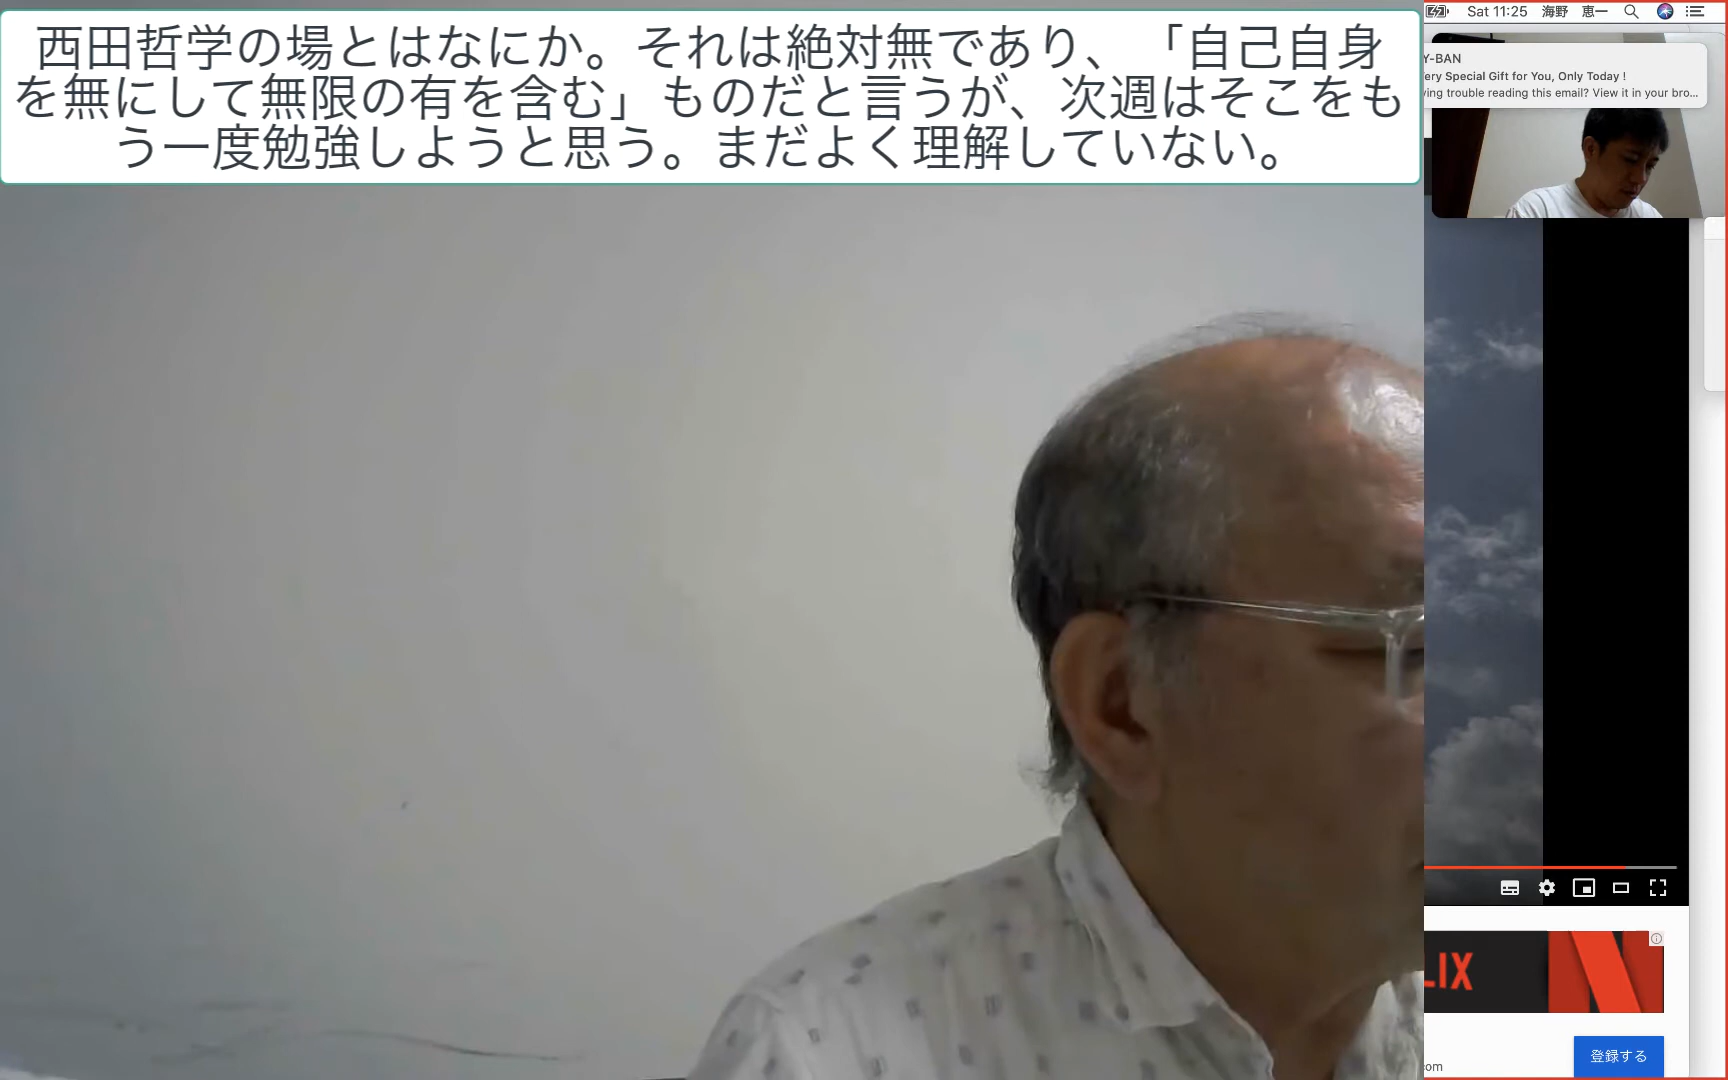 西田哲学の場とはなにか。それは絶対無であり、「自己自身
を無にして無限の有を含む」ものだと言うが、次週はそこをも
う一度勉強しようと思う。まだよく理解していない。
Sat 11:25 海野 恵一
Y-BAN
ery Special Gift for You, Only Today !
ving trouble reading this email? View it in your bro...
LIX
登録する
com